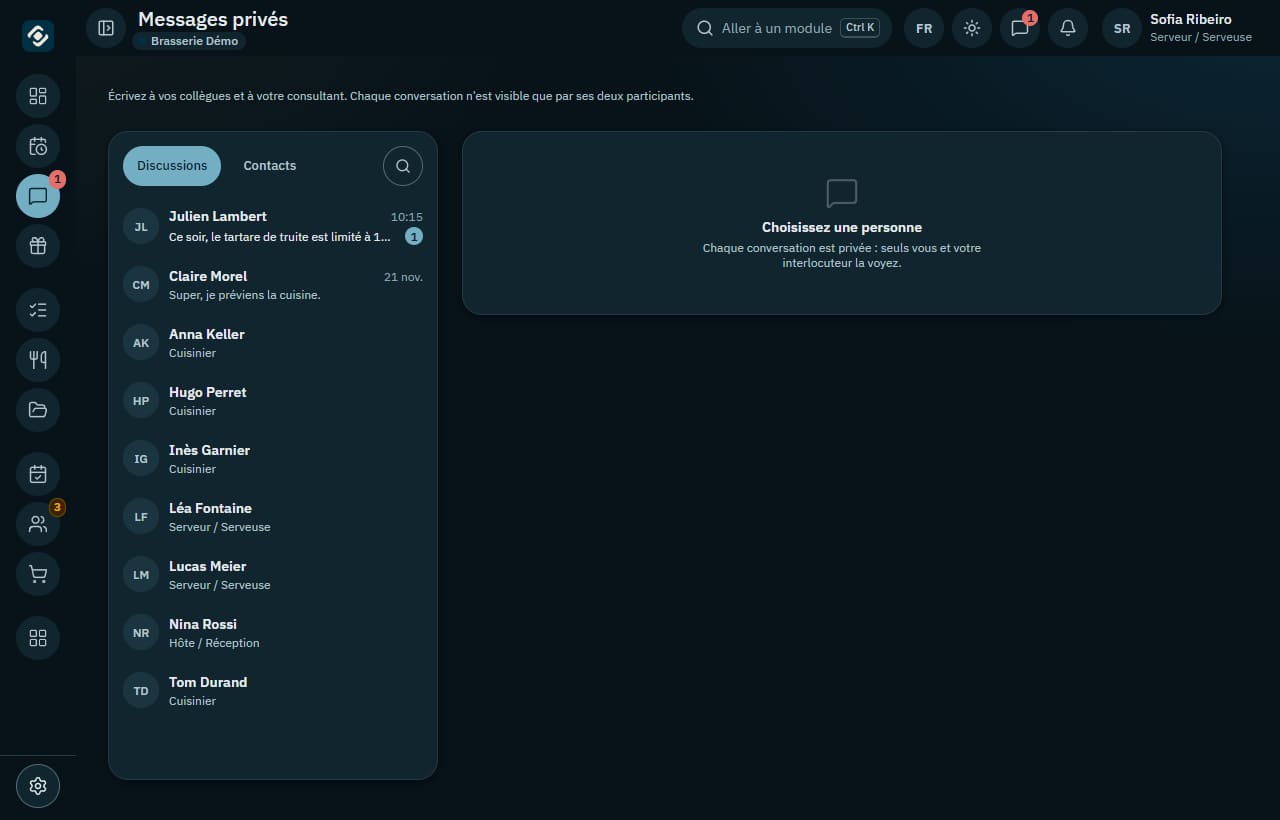 Messages privés
Brasserie Démo
Aller à un module
Ctrl K
FR
1
SR
Sofia Ribeiro
Serveur / Serveuse
1
3
Écrivez à vos collègues et à votre consultant. Chaque conversation n'est visible que par ses deux participants.
Discussions
Contacts
JL
Julien Lambert
10:15
Ce soir, le tartare de truite est limité à 1...
1
CM
Claire Morel
21 nov.
Super, je préviens la cuisine.
AK
Anna Keller
Cuisinier
HP
Hugo Perret
Cuisinier
IG
Inès Garnier
Cuisinier
LF
Léa Fontaine
Serveur / Serveuse
LM
Lucas Meier
Serveur / Serveuse
NR
Nina Rossi
Hôte / Réception
TD
Tom Durand
Cuisinier
Choisissez une personne
Chaque conversation est privée : seuls vous et votre
interlocuteur la voyez.